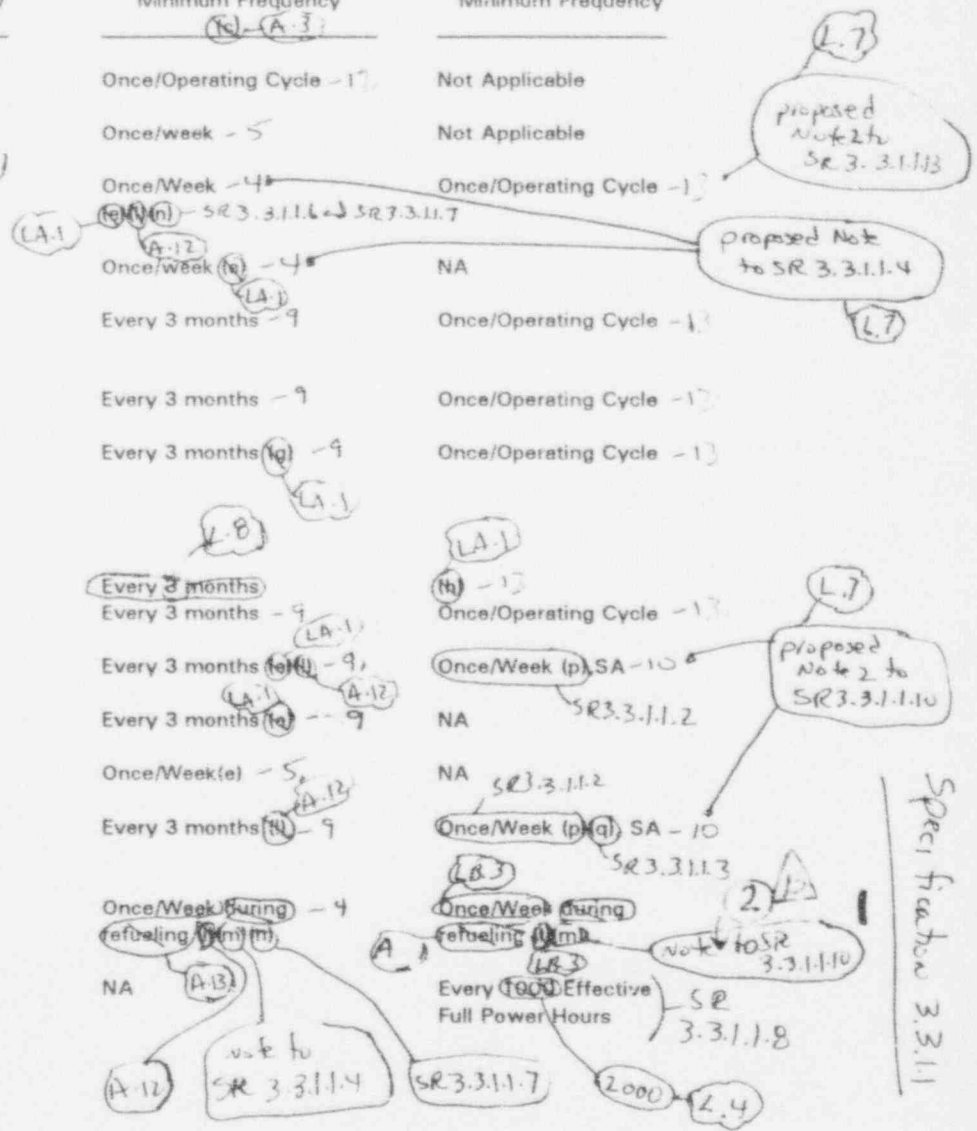 Minimum Frequency Minimum Frequency
A.3
L.7
Once/Operating Cycle - 13 Not Applicable
proposed
Note 2 to
SR 3.3.1.1.13
Once/week - 5 Not Applicable
Once/Week - 4 Once/Operating Cycle - 13
(e)(l)(n) - SR 3.3.1.1.6 and SR 3.3.1.1.7
LA.1
A.12
proposed Note
to SR 3.3.1.1.4
Once/week (e) - 4 NA
LA.1
L.7
Every 3 months - 9 Once/Operating Cycle - 13
Every 3 months - 9 Once/Operating Cycle - 13
Every 3 months (g) - 9 Once/Operating Cycle - 13
LA.1
L.8
LA.1
Every 3 months (h) - 13
Every 3 months - 9 Once/Operating Cycle - 13
L.7
LA.1
Every 3 months (e)(l) - 9, Once/Week (p), SA - 10
proposed
Note 2 to
SR 3.3.1.1.10
A.12
LA.1
SR 3.3.1.1.2
Every 3 months (e) - 9 NA
Once/Week(e) - 5 NA
A.12
SR 3.3.1.1.2
Every 3 months (l) - 9 Once/Week (p)(q), SA - 10
SR 3.3.1.1.3
LB.3
2
Once/Week during - 4 Once/Week during
refueling (l)(m)(n) refueling (l)(m)
Note to SR
3.3.1.1.10
A.13
LB.3
NA Every 1000 Effective
Full Power Hours
SR
3.3.1.1.8
A.12
note to
SR 3.3.1.1.4
SR 3.3.1.1.7
2000
L.4
Specification 3.3.1.1